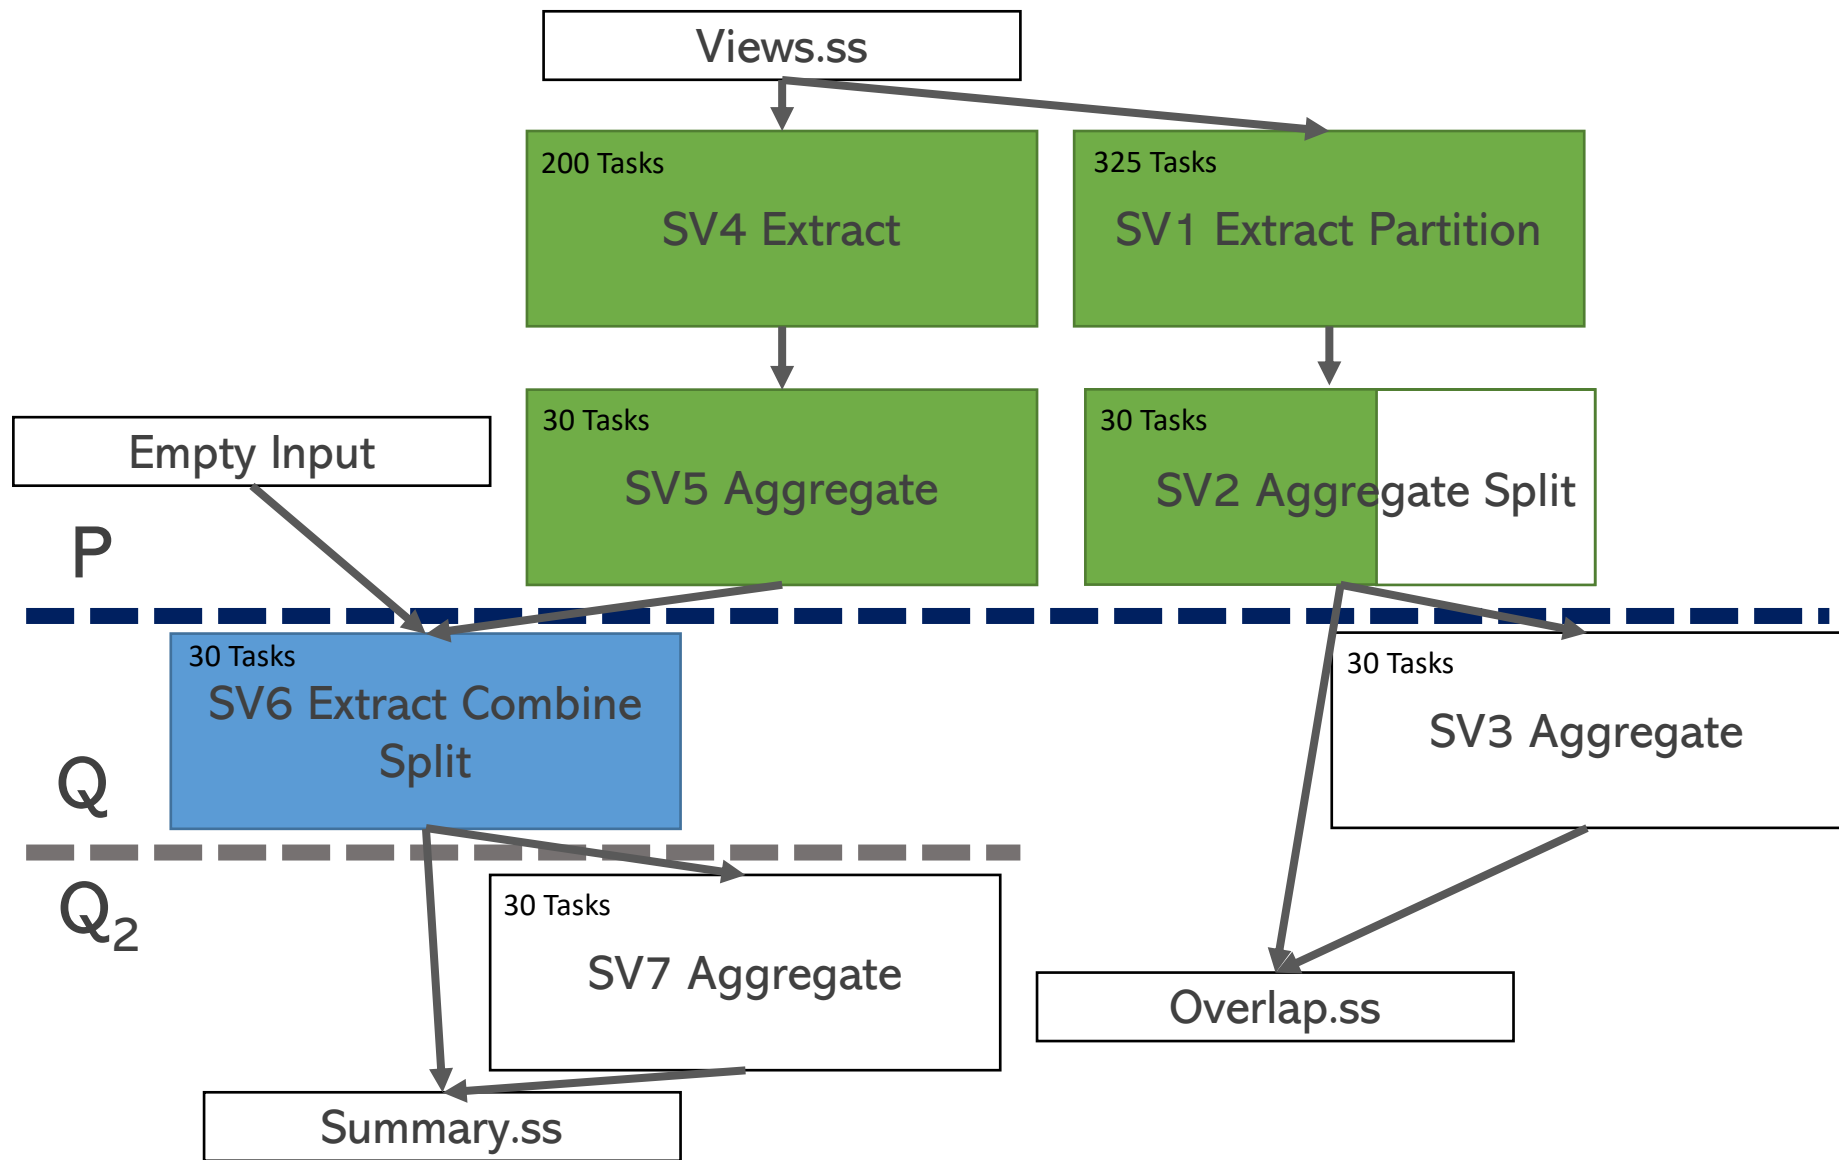 Views.ss
200 Tasks
SV4 Extract
325 Tasks
SV1 Extract Partition
Empty Input
30 Tasks
SV5 Aggregate
30 Tasks
SV2 Aggregate Split
P
30 Tasks
SV6 Extract Combine
Split
30 Tasks
SV3 Aggregate
Q
Q2
30 Tasks
SV7 Aggregate
Overlap.ss
Summary.ss